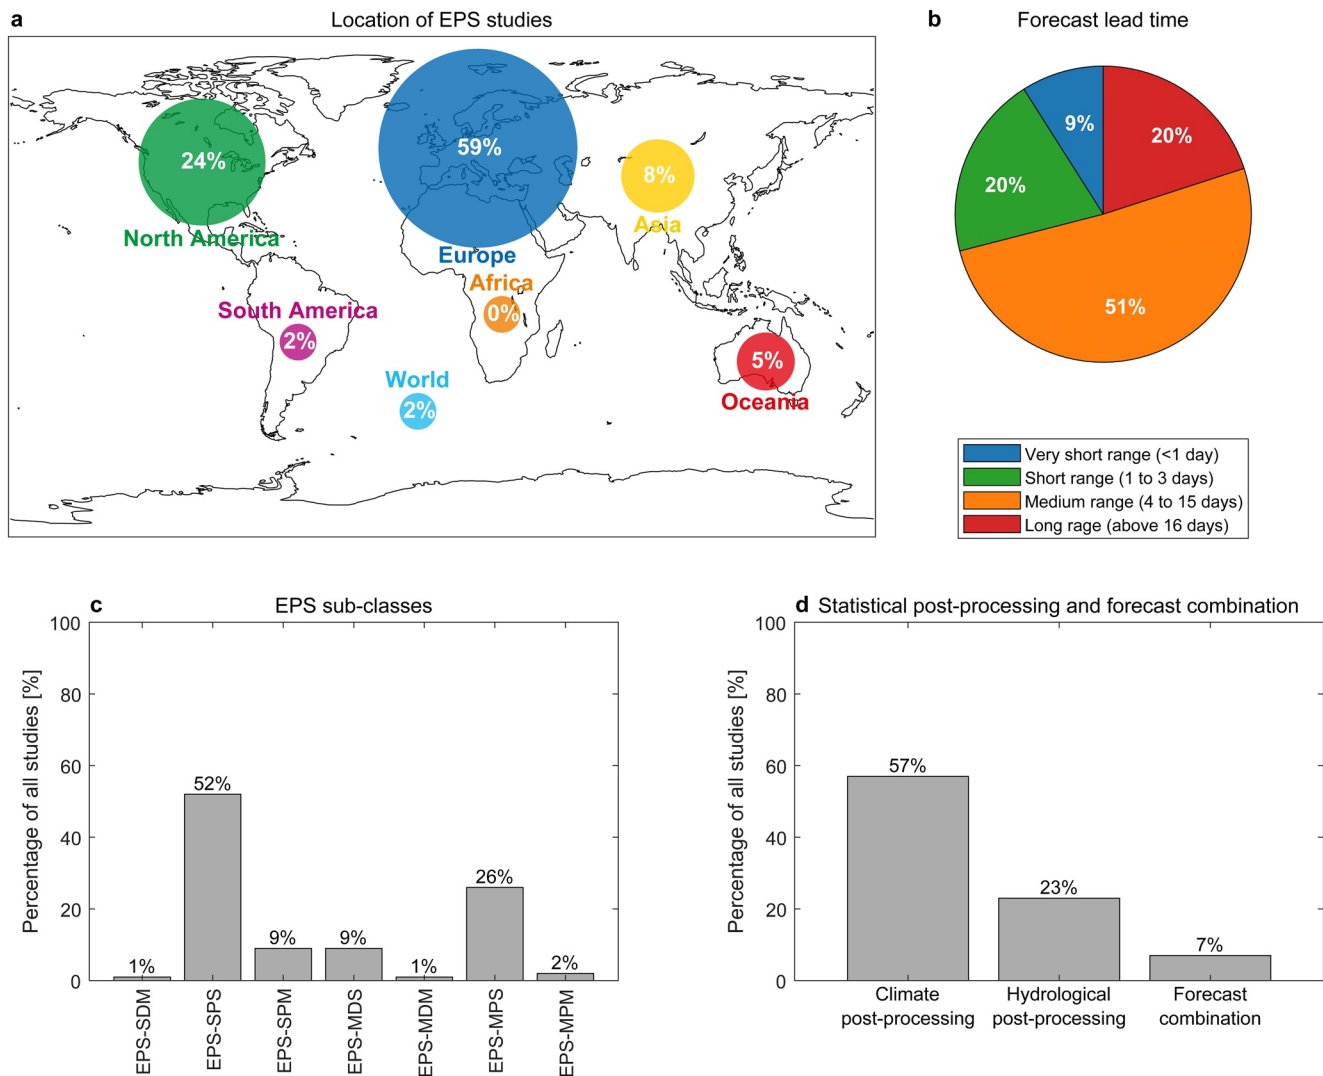 a
Location of EPS studies
24%
North America
59%
Europe
8%
Asia
Africa
0%
South America
2%
World
2%
5%
Oceania
b
Forecast lead time
9%
20%
20%
51%
Very short range (<1 day)
Short range (1 to 3 days)
Medium range (4 to 15 days)
Long rage (above 16 days)
c
EPS sub-classes
Percentage of all studies [%]
100
80
60
40
20
0
1%
52%
9%
9%
1%
26%
2%
EPS-SDM
EPS-SPS
EPS-SPM
EPS-MDS
EPS-MDM
EPS-MPS
EPS-MPM
d
Statistical post-processing and forecast combination
Percentage of all studies [%]
100
80
60
40
20
0
57%
23%
7%
Climate
post-processing
Hydrological
post-processing
Forecast
combination